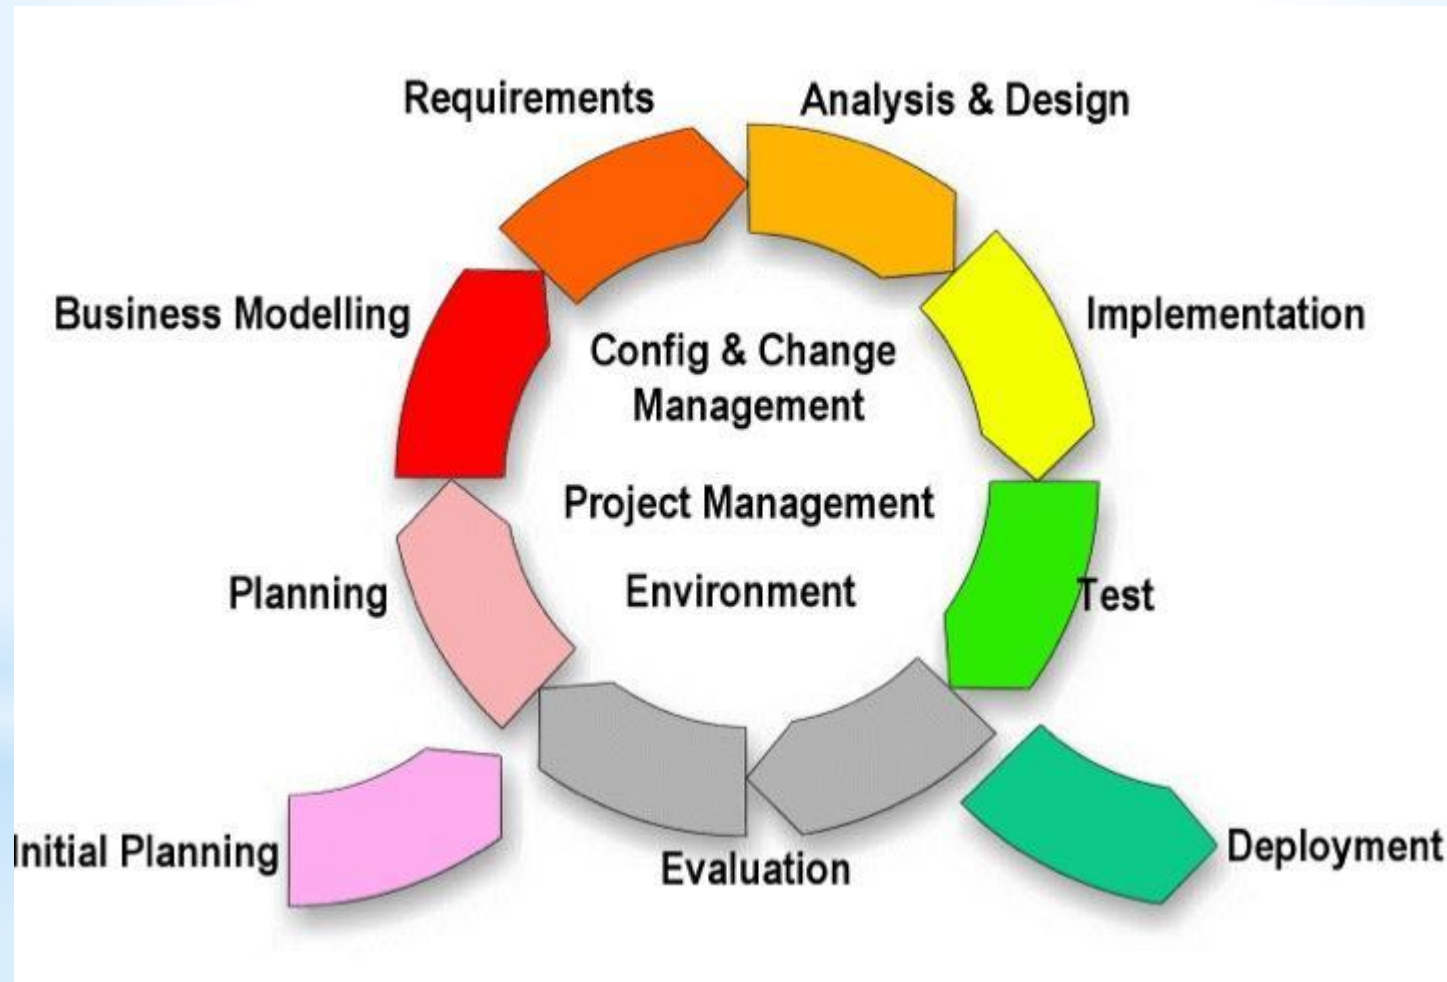 Requirements
Analysis & Design
Business Modelling
Implementation
Config & Change
Management
Project Management
Planning
Environment
Test
Initial Planning
Evaluation
Deployment